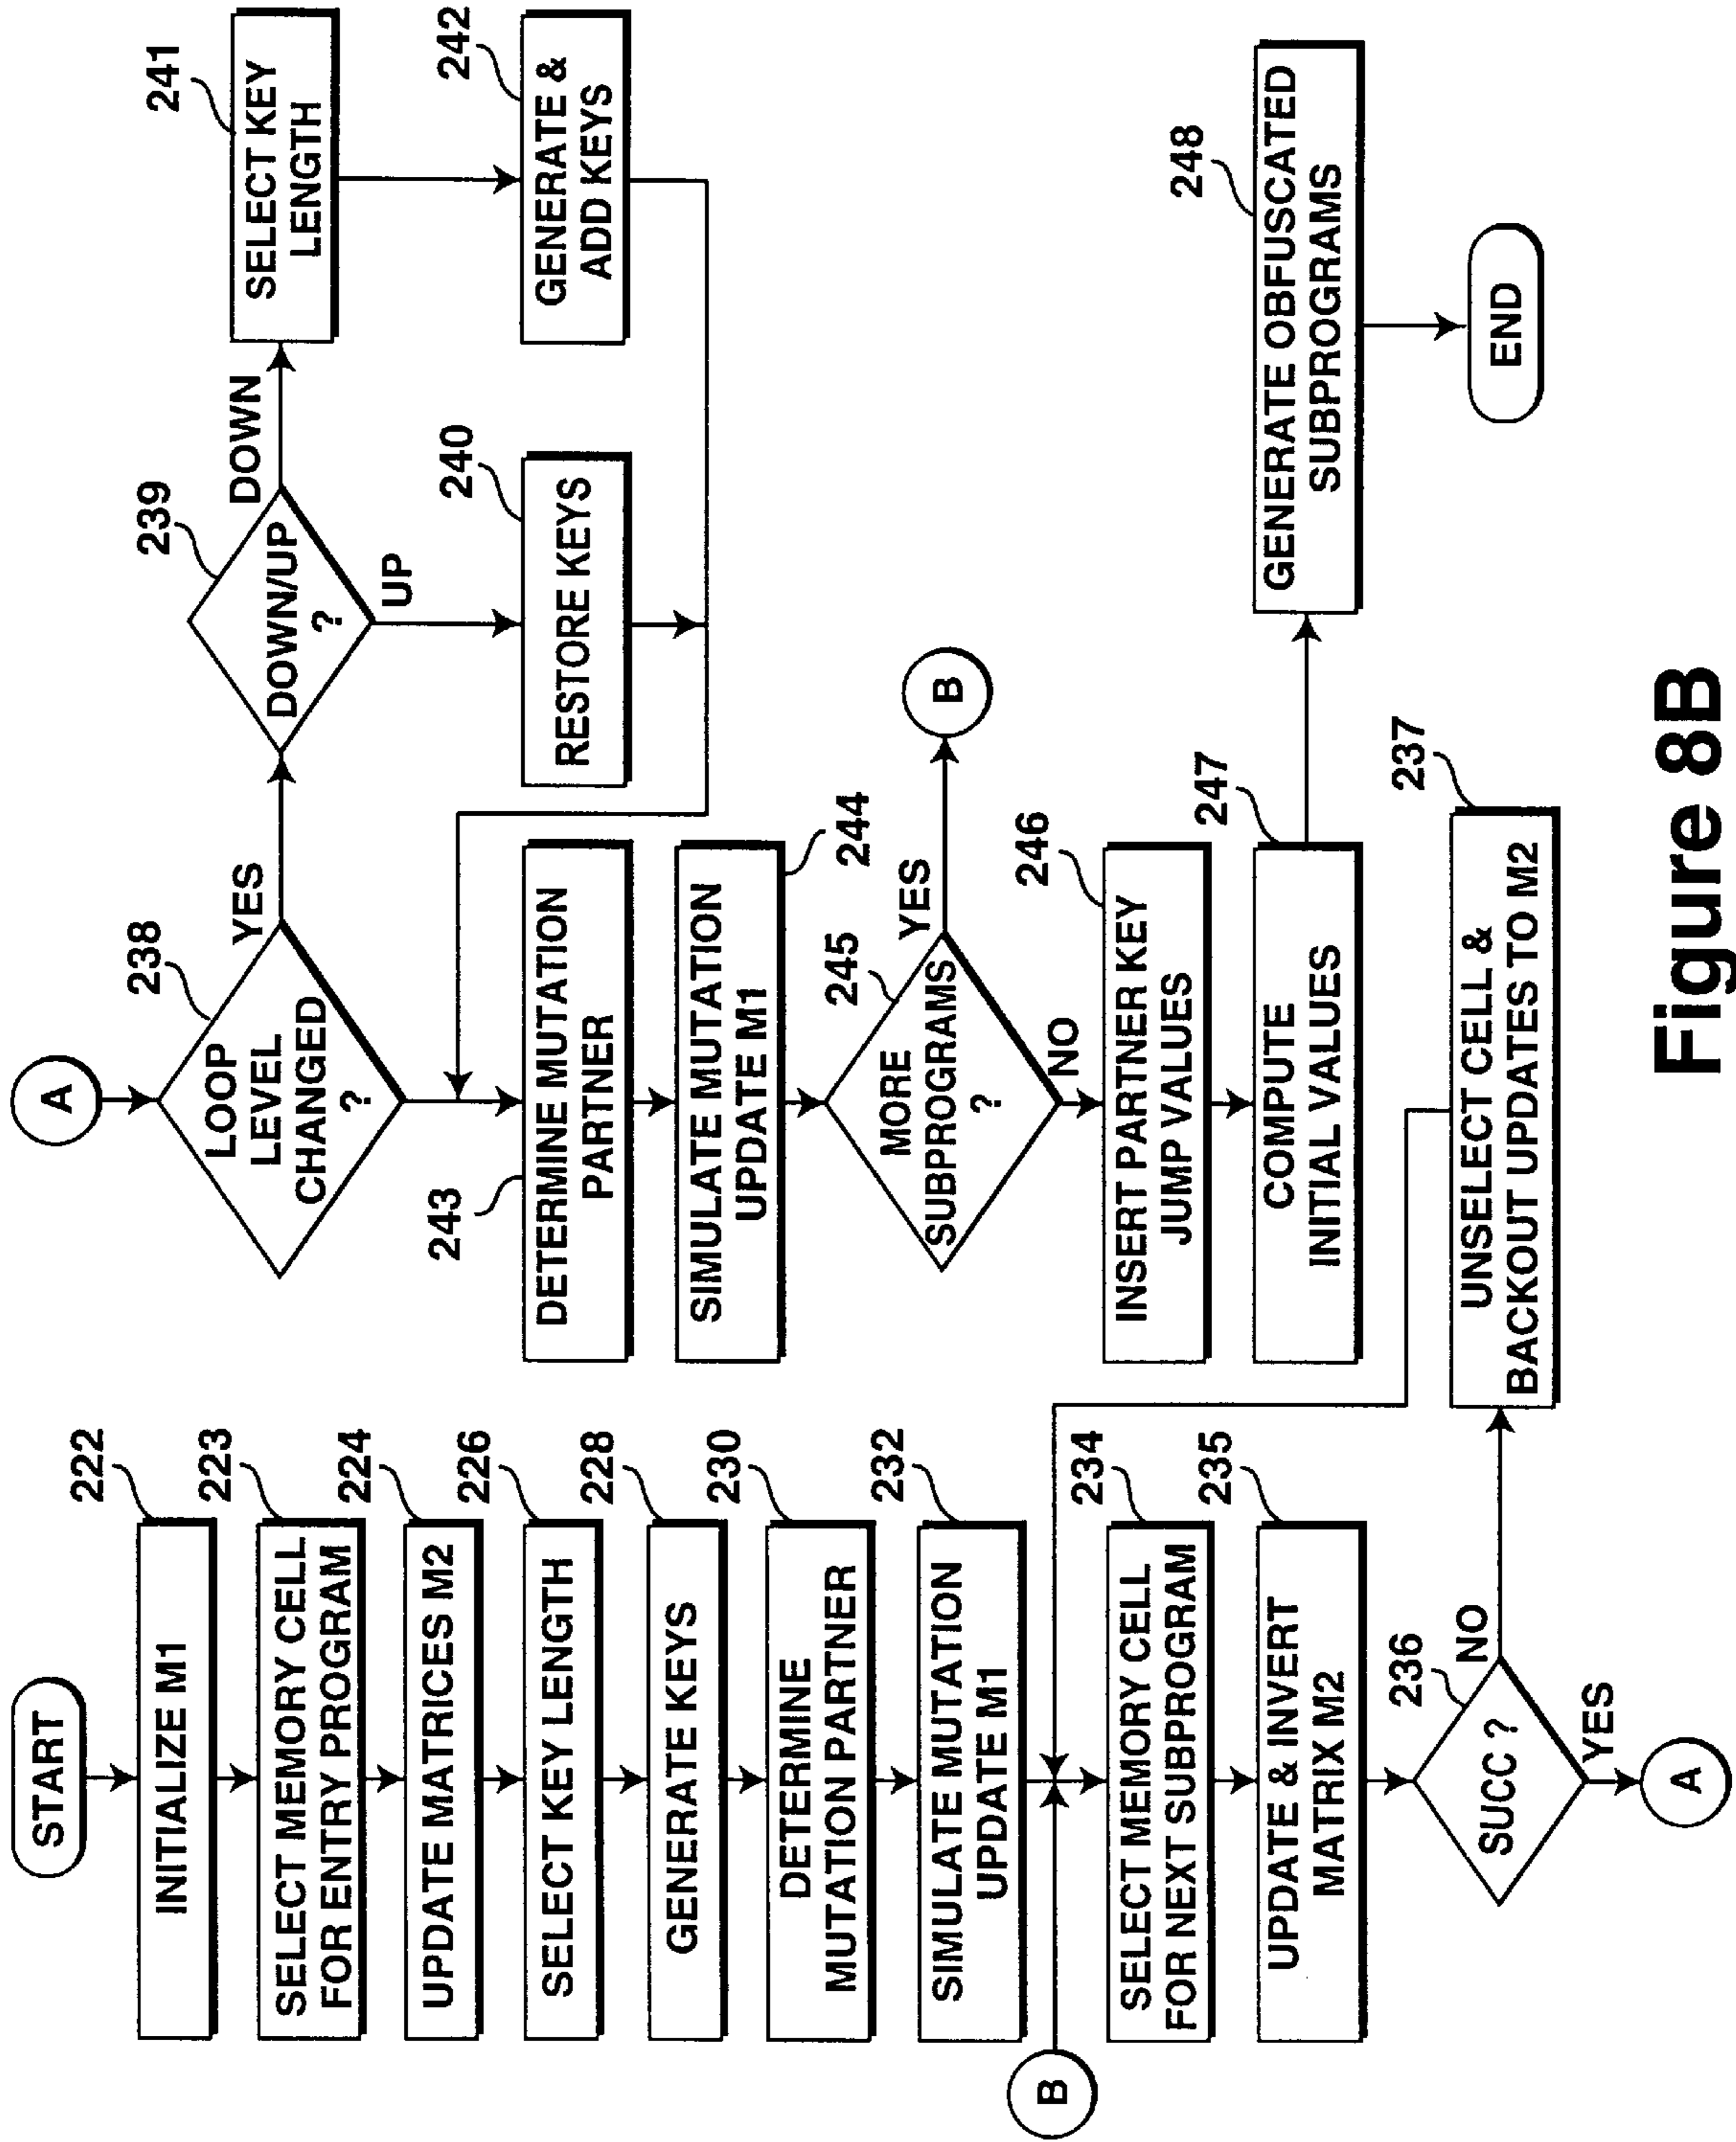 START
222
INITIALIZE M1
223
SELECT MEMORY CELL
FOR ENTRY PROGRAM
224
UPDATE MATRICES M2
226
SELECT KEY LENGTH
228
GENERATE KEYS
230
DETERMINE
MUTATION PARTNER
232
SIMULATE MUTATION
UPDATE M1
B
234
SELECT MEMORY CELL
FOR NEXT SUBPROGRAM
235
UPDATE & INVERT
MATRIX M2
236
SUCC ?
NO
YES
A
237
UNSELECT CELL &
BACKOUT UPDATES TO M2
A
238
LOOP
LEVEL
CHANGED
?
YES
239
DOWN/UP
?
DOWN
UP
240
RESTORE KEYS
241
SELECT KEY
LENGTH
242
GENERATE &
ADD KEYS
243
DETERMINE MUTATION
PARTNER
244
SIMULATE MUTATION
UPDATE M1
245
MORE
SUBPROGRAMS
?
YES
B
NO
246
INSERT PARTNER KEY
JUMP VALUES
247
COMPUTE
INITIAL VALUES
248
GENERATE OBFUSCATED
SUBPROGRAMS
END
Figure 8B